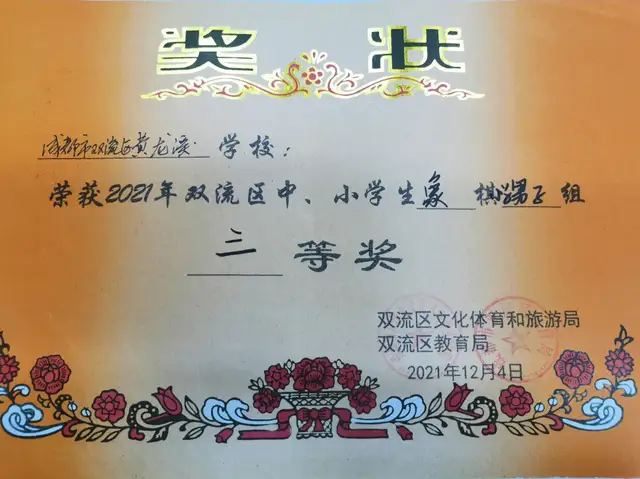 奖状
成都市双流区黄龙溪学校：
荣获2021年双流区中、小学生象棋男子组
三等奖
双流区文化体育和旅游局
双流区教育局
2021年12月4日